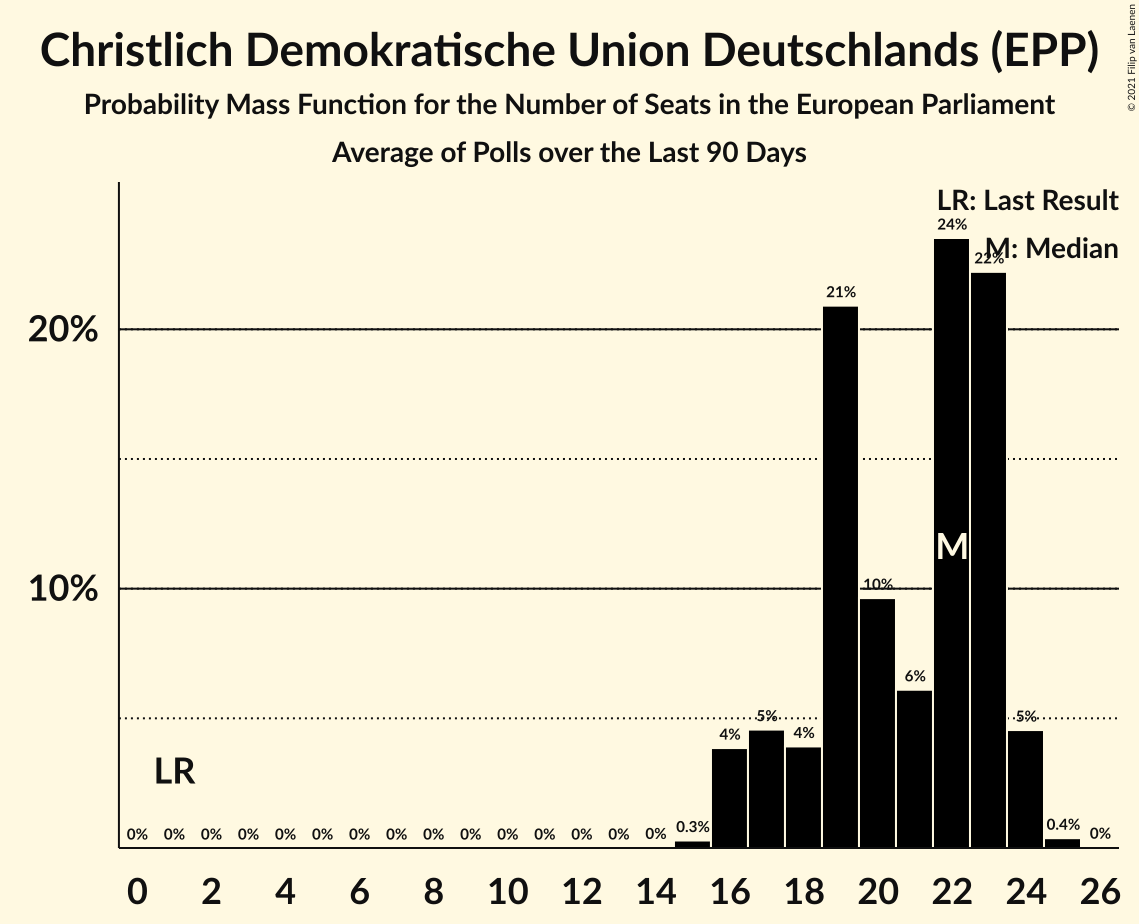 Christlich Demokratische Union Deutschlands (EPP)
Probability Mass Function for the Number of Seats in the European Parliament
Average of Polls over the Last 90 Days
© 2021 Filip van Laenen
LR: Last Result
M: Median
20%
10%
24%
22%
21%
M
10%
6%
5%
4%
4%
5%
LR
0% 0% 0% 0% 0% 0% 0% 0% 0% 0% 0% 0% 0% 0% 0% 0.3% 0.4% 0%
0 2 4 6 8 10 12 14 16 18 20 22 24 26